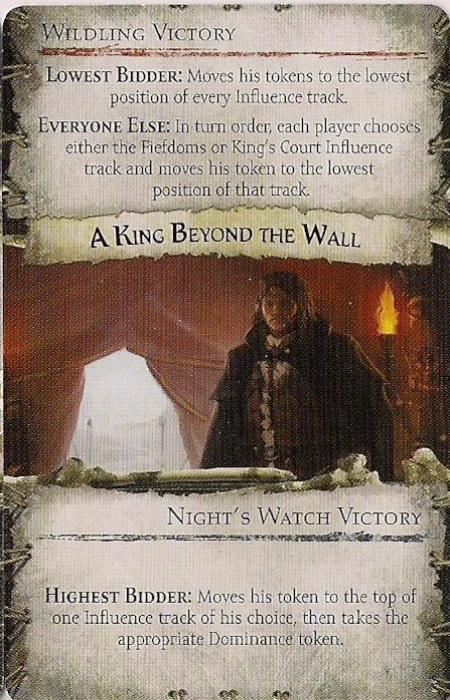 Wildling Victory
Lowest Bidder: Moves his tokens to the lowest
position of every Influence track.
Everyone Else: In turn order, each player chooses
either the Fiefdoms or King's Court Influence
track and moves his token to the lowest
position of that track.
A King Beyond the Wall
Night's Watch Victory
Highest Bidder: Moves his token to the top of
one Influence track of his choice, then takes the
appropriate Dominance token.